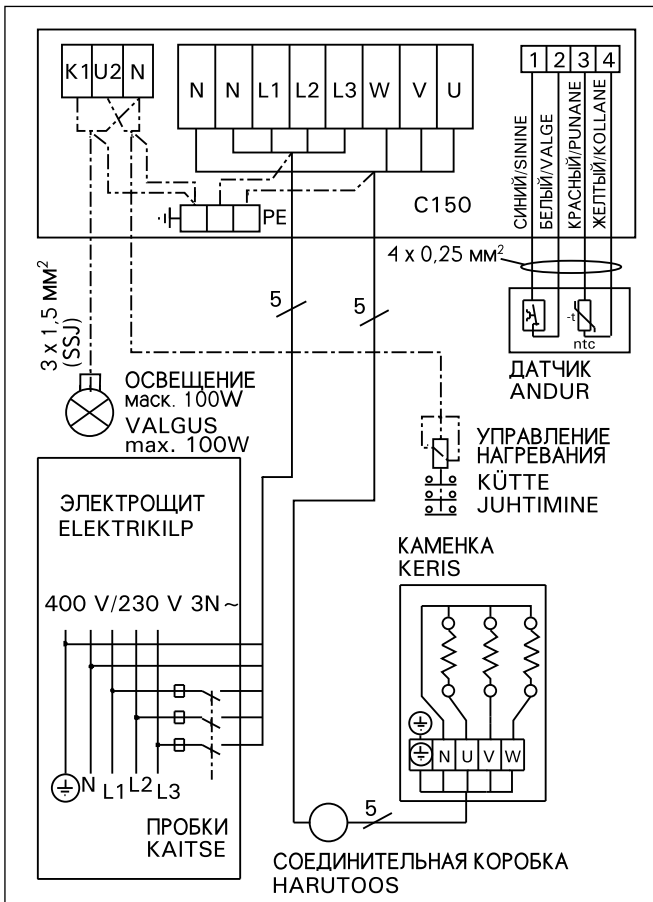 K1 U2 N
N N L1 L2 L3 W V U
1 2 3 4
СИНИЙ/SININE
БЕЛЫЙ/VALGE
КРАСНЫЙ/PUNANE
ЖЕЛТЫЙ/KOLLANE
PE
C150
4 x 0,25 мм²
3 x 1,5 мм²
(SSJ)
5
5
-t
ntc
ДАТЧИК
ANDUR
ОСВЕЩЕНИЕ
маск. 100W
VALGUS
max. 100W
УПРАВЛЕНИЕ
НАГРЕВАНИЯ
KÜTTE
JUHTIMINE
ЭЛЕКТРОЩИТ
ELEKTRIKILP
400 V/230 V 3N~
N L1 L2 L3
ПРОБКИ
KAITSE
КАМЕНКА
KERIS
N U V W
5
СОЕДИНИТЕЛЬНАЯ КОРОБКА
HARUTOOS